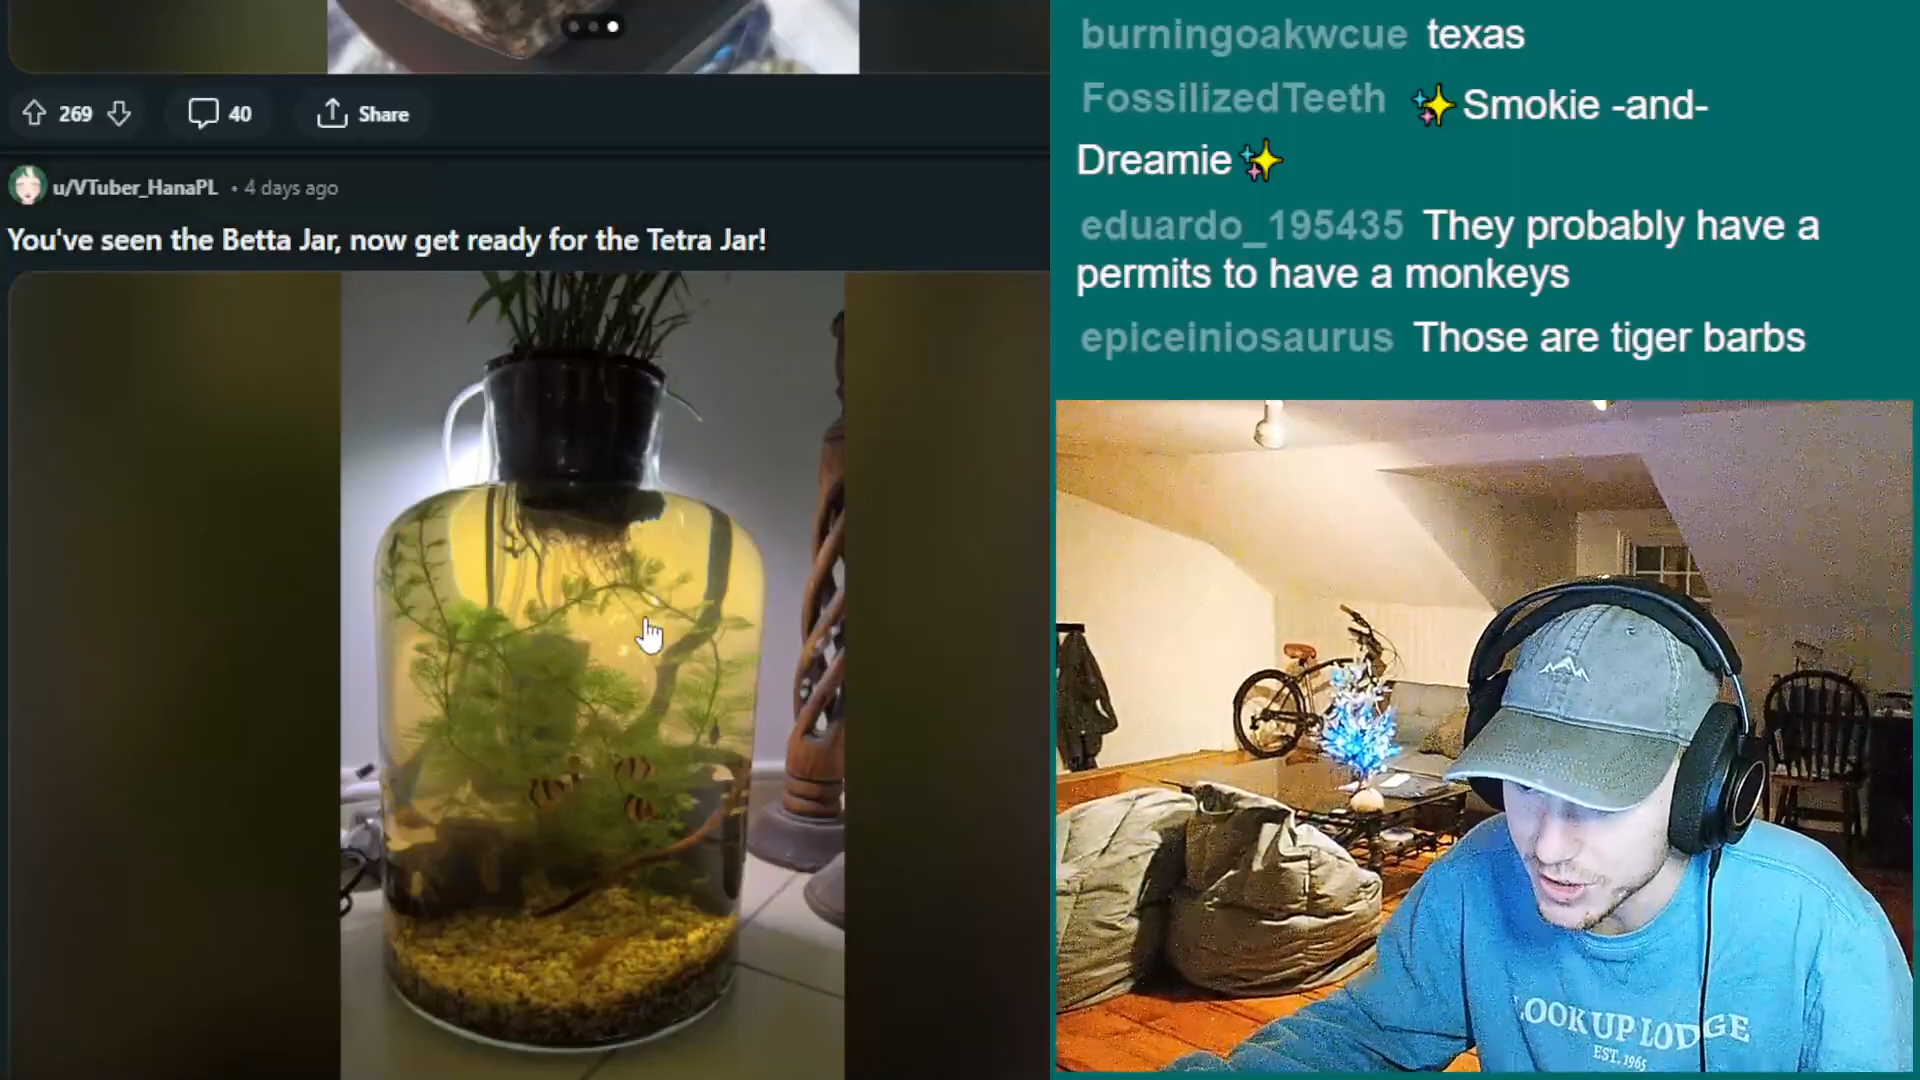 269
40
Share
u/VTuber_HanaPL • 4 days ago
You've seen the Betta Jar, now get ready for the Tetra Jar!
burningoakwcue texas
FossilizedTeeth ✨Smokie -and-
Dreamie✨
eduardo_195435 They probably have a
permits to have a monkeys
epiceiniosaurus Those are tiger barbs
LOOK UP LODGE
EST. 1965